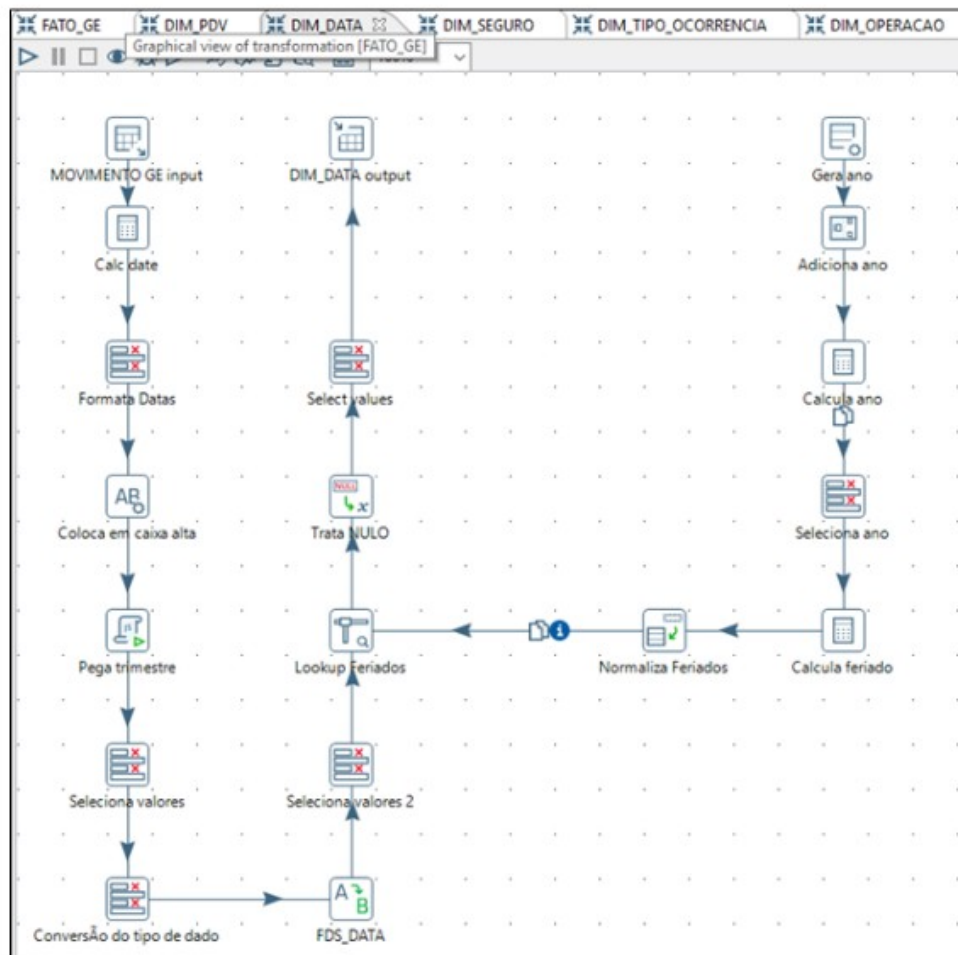 FATO_GE
DIM_PDV
DIM_DATA
DIM_SEGURO
DIM_TIPO_OCORRENCIA
DIM_OPERACAO
Graphical view of transformation [FATO_GE]
MOVIMENTO GE input
DIM_DATA output
Gera ano
Calc date
Adiciona ano
Formata Datas
Select values
Calcula ano
AB
NULL
x
Coloca em caixa alta
Trata NULO
Seleciona ano
Pega trimestre
Lookup Feriados
i
Normaliza Feriados
Calcula feriado
Seleciona valores
Seleciona valores 2
A
B
ConversÃo do tipo de dado
FDS_DATA